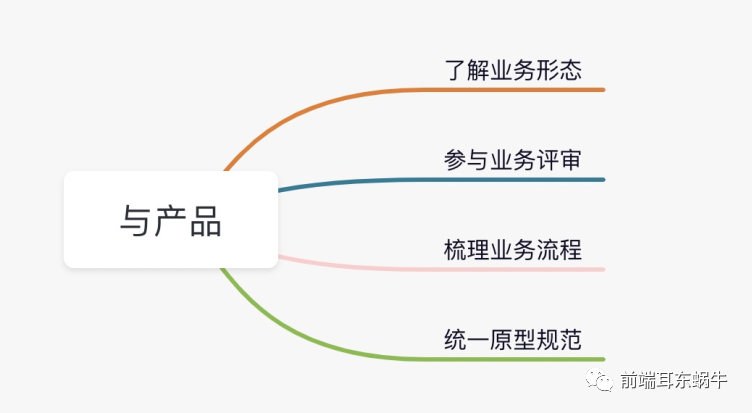 了解业务形态
参与业务评审
与产品
梳理业务流程
统一原型规范
前端耳东蜗牛